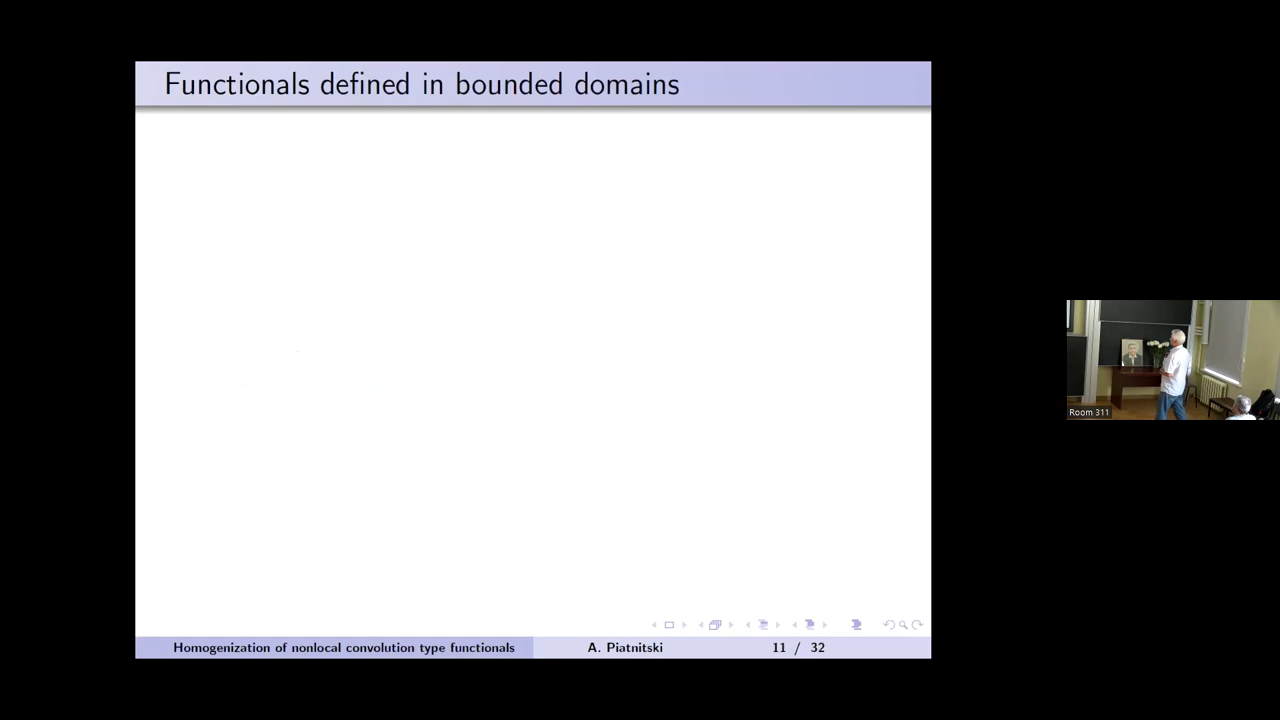 Functionals defined in bounded domains
Room 311
Homogenization of nonlocal convolution type functionals
A. Piatnitski
11 / 32